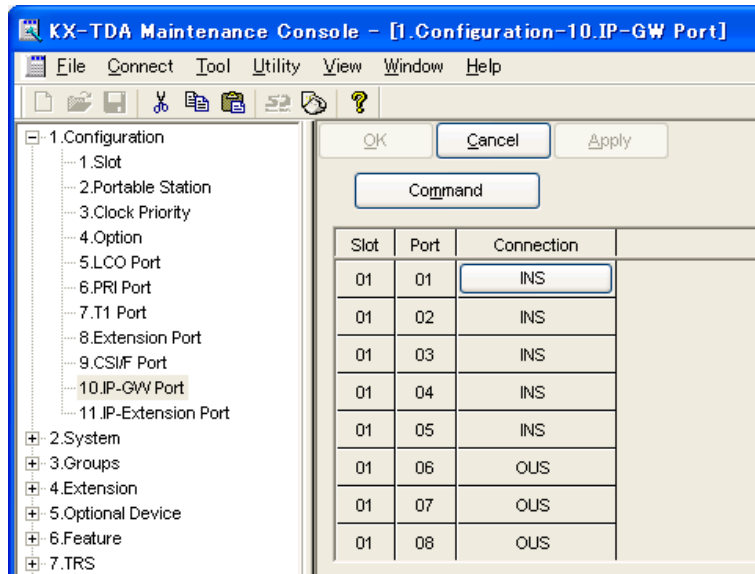 KX-TDA Maintenance Console - [1.Configuration-10.IP-GW Port]
File Connect Tool Utility View Window Help
1.Configuration
1.Slot
2.Portable Station
3.Clock Priority
4.Option
5.LCO Port
6.PRI Port
7.T1 Port
8.Extension Port
9.CSI/F Port
10.IP-GW Port
11.IP-Extension Port
2.System
3.Groups
4.Extension
5.Optional Device
6.Feature
7.TRS
OK Cancel Apply
Command
Slot Port Connection
01 01 INS
01 02 INS
01 03 INS
01 04 INS
01 05 INS
01 06 OUS
01 07 OUS
01 08 OUS